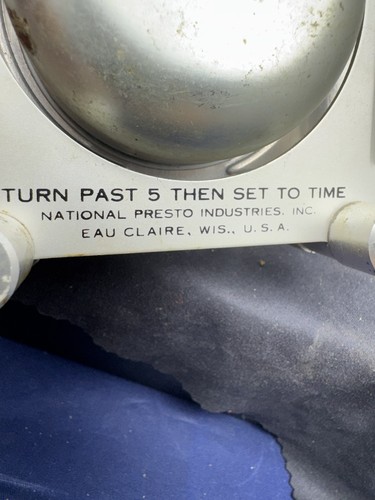 TURN PAST 5 THEN SET TO TIME
NATIONAL PRESTO INDUSTRIES, INC.
EAU CLAIRE, WIS., U.S.A.